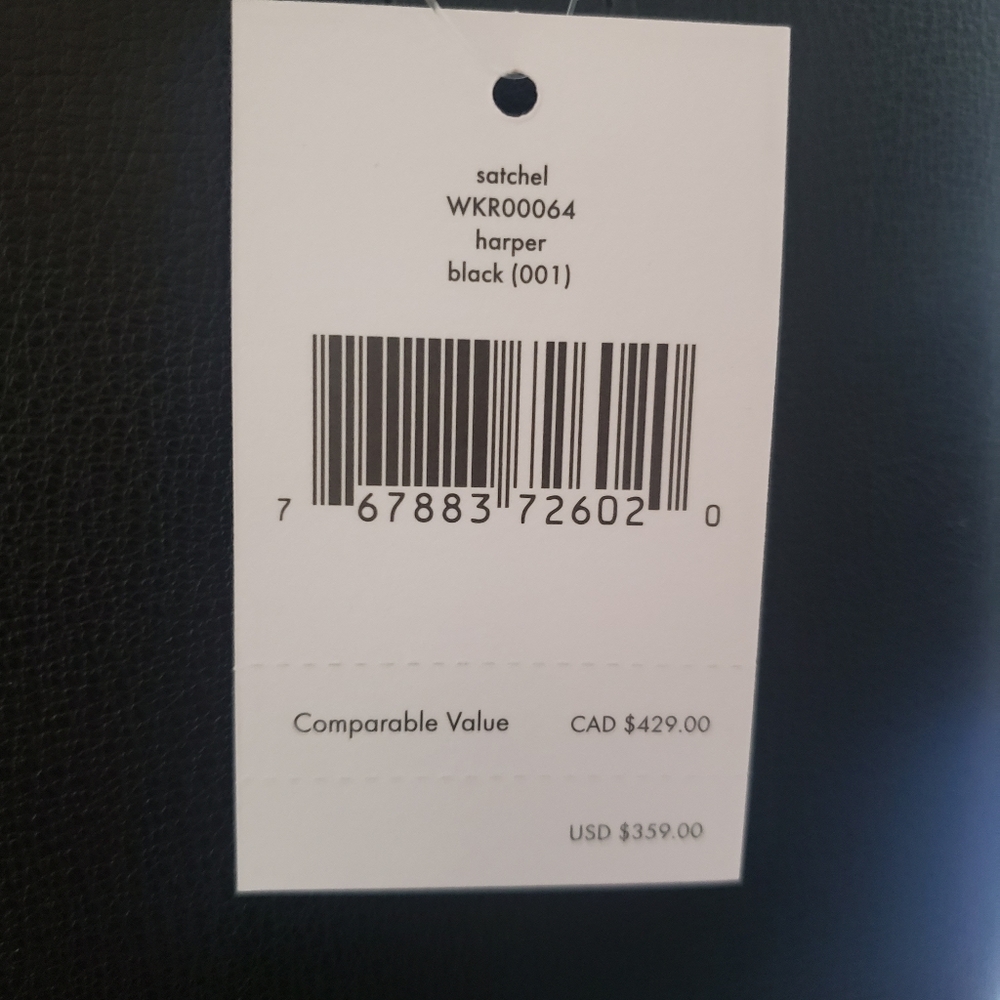 satchel
WKR00064
harper
black (001)
7 67883 72602 0
Comparable Value CAD $429.00
USD $359.00